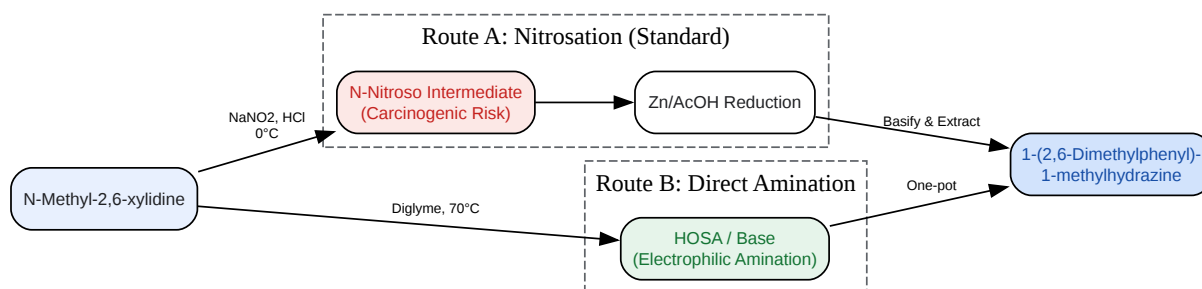 Route A: Nitrosation (Standard)
N-Nitroso Intermediate
(Carcinogenic Risk)
Zn/AcOH Reduction
NaNO2, HCl
0°C
Basify & Extract
1-(2,6-Dimethylphenyl)-
1-methylhydrazine
N-Methyl-2,6-xylidine
Route B: Direct Amination
Diglyme, 70°C
One-pot
HOSA / Base
(Electrophilic Amination)